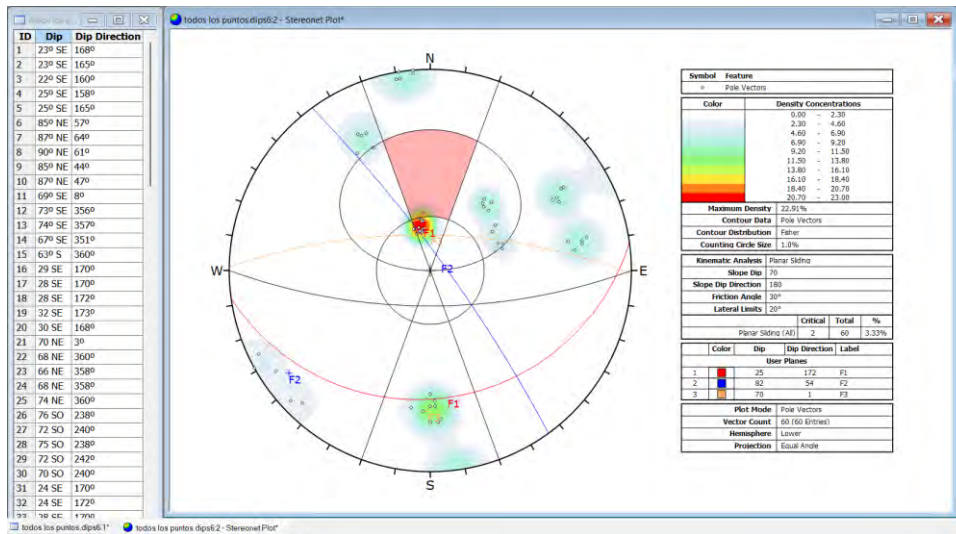 todos los puntos.dips6:2 - Stereonet Plot*
ID Dip Dip Direction
1 23º SE 168º
2 23º SE 165º
3 22º SE 160º
4 25º SE 158º
5 25º SE 165º
6 85º NE 57º
7 87º NE 64º
8 90º NE 61º
9 85º NE 44º
10 87º NE 47º
11 69º SE 8º
12 73º SE 356º
13 74º SE 357º
14 67º SE 351º
15 63º S 360º
16 29 SE 170º
17 28 SE 170º
18 28 SE 172º
19 32 SE 173º
20 30 SE 168º
21 70 NE 3º
22 68 NE 360º
23 66 NE 358º
24 68 NE 358º
25 74 NE 360º
26 76 SO 238º
27 72 SO 240º
28 75 SO 238º
29 72 SO 242º
30 70 SO 240º
31 24 SE 170º
32 24 SE 172º
33 28 SE 170º
N
F1
W
F2
E
F2
F1
S
Symbol Feature
Pole Vectors
Color Density Concentrations
0.00 - 2.30
2.30 - 4.60
4.60 - 6.90
6.90 - 9.20
9.20 - 11.50
11.50 - 13.80
13.80 - 16.10
16.10 - 18.40
18.40 - 20.70
20.70 - 23.00
Maximum Density 22.91%
Contour Data Pole Vectors
Contour Distribution Fisher
Counting Circle Size 1.0%
Kinematic Analysis Planar Sliding
Slope Dip 70
Slope Dip Direction 180
Friction Angle 30°
Lateral Limits 20°
Critical Total %
Planar Sliding (All) 2 60 3.33%
Color Dip Dip Direction Label
User Planes
1 25 172 F1
2 82 54 F2
3 70 1 F3
Plot Mode Pole Vectors
Vector Count 60 (60 Entries)
Hemisphere Lower
Projection Equal Angle
todos los puntos.dips6:1* todos los puntos.dips6:2 - Stereonet Plot*